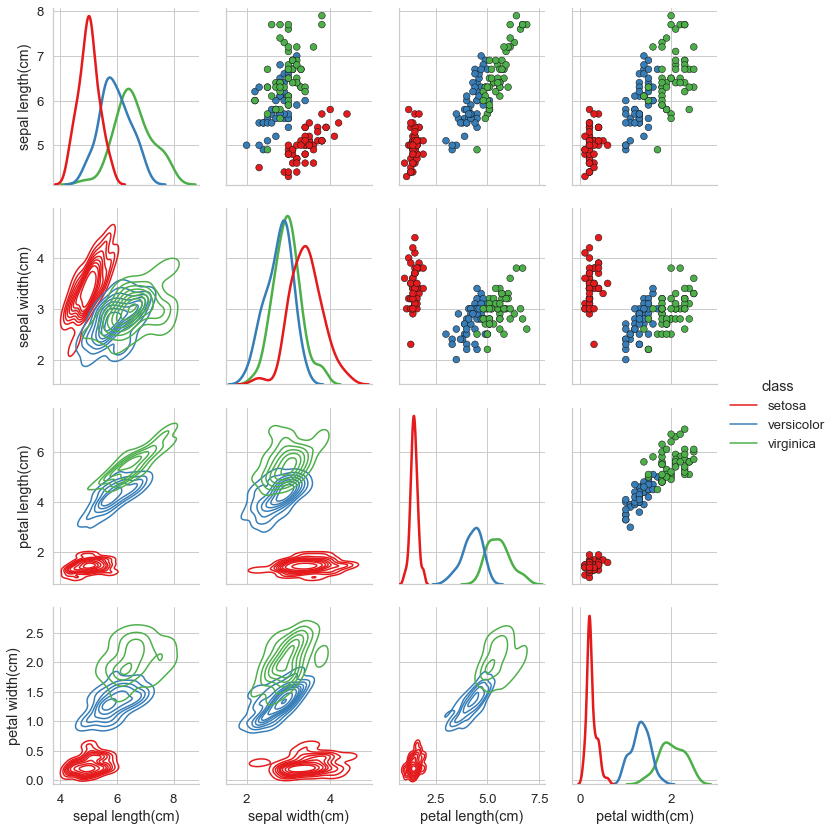 8
7
6
5
sepal length(cm)
4
3
2
sepal width(cm)
class
setosa
versicolor
virginica
6
4
2
petal length(cm)
2.5
2.0
1.5
1.0
0.5
0.0
petal width(cm)
4 6 8
sepal length(cm)
2 4
sepal width(cm)
2.5 5.0 7.5
petal length(cm)
0 2
petal width(cm)